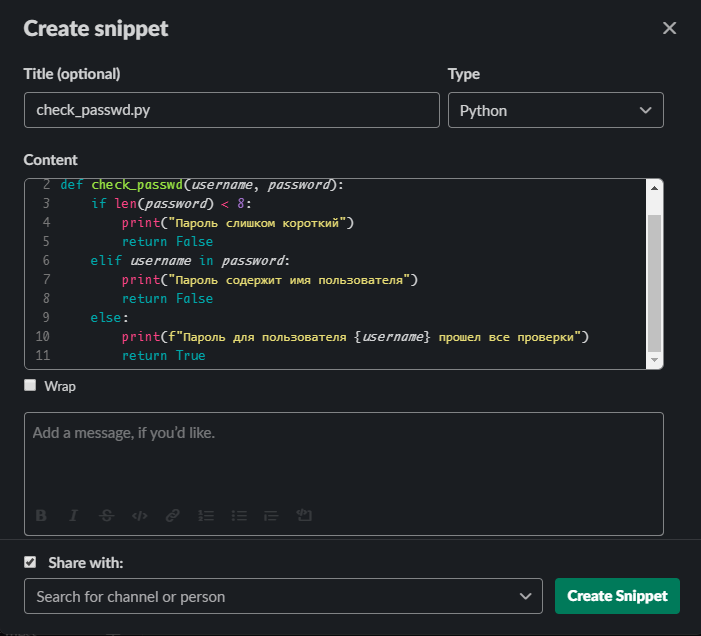 Create snippet
Title (optional)
Type
check_passwd.py
Python
Content
2 def check_passwd(username, password):
3     if len(password) < 8:
4         print("Пароль слишком короткий")
5         return False
6     elif username in password:
7         print("Пароль содержит имя пользователя")
8         return False
9     else:
10         print(f"Пароль для пользователя {username} прошел все проверки")
11         return True
Wrap
Add a message, if you’d like.
Share with:
Search for channel or person
Create Snippet